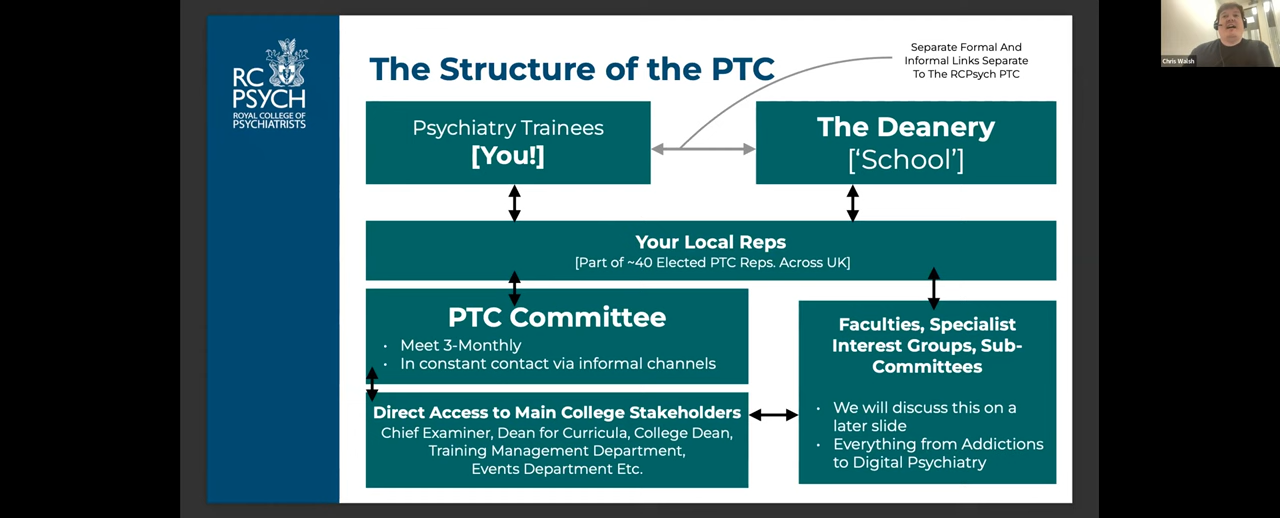 RC
PSYCH
ROYAL COLLEGE OF
PSYCHIATRISTS
The Structure of the PTC
Separate Formal And
Informal Links Separate
To The RCPsych PTC
Chris Walsh
Psychiatry Trainees
[You!]
The Deanery
[‘School’]
Your Local Reps
[Part of ~40 Elected PTC Reps. Across UK]
PTC Committee
• Meet 3-Monthly
• In constant contact via informal channels
Direct Access to Main College Stakeholders
Chief Examiner, Dean for Curricula, College Dean,
Training Management Department,
Events Department Etc.
Faculties, Specialist
Interest Groups, Sub-
Committees
• We will discuss this on a
later slide
• Everything from Addictions
to Digital Psychiatry